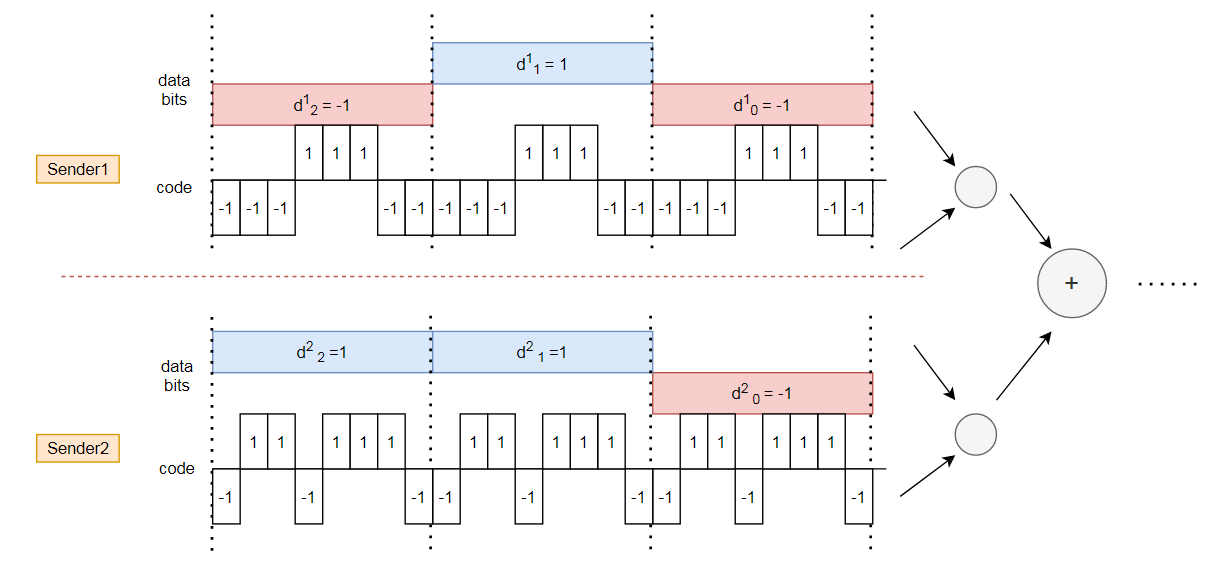 d¹₁ = 1
data
bits
d¹₂ = -1
d¹₀ = -1
1 1 1 1 1 1 1 1 1
Sender1
code
-1 -1 -1 -1 -1 -1 -1 -1 -1 -1 -1 -1 -1 -1 -1
+
......
d²₂ =1
d²₁ =1
data
bits
d²₀ = -1
1 1 1 1 1 1 1 1 1 1 1 1 1 1 1
Sender2
code
-1 -1 -1 -1 -1 -1 -1 -1 -1